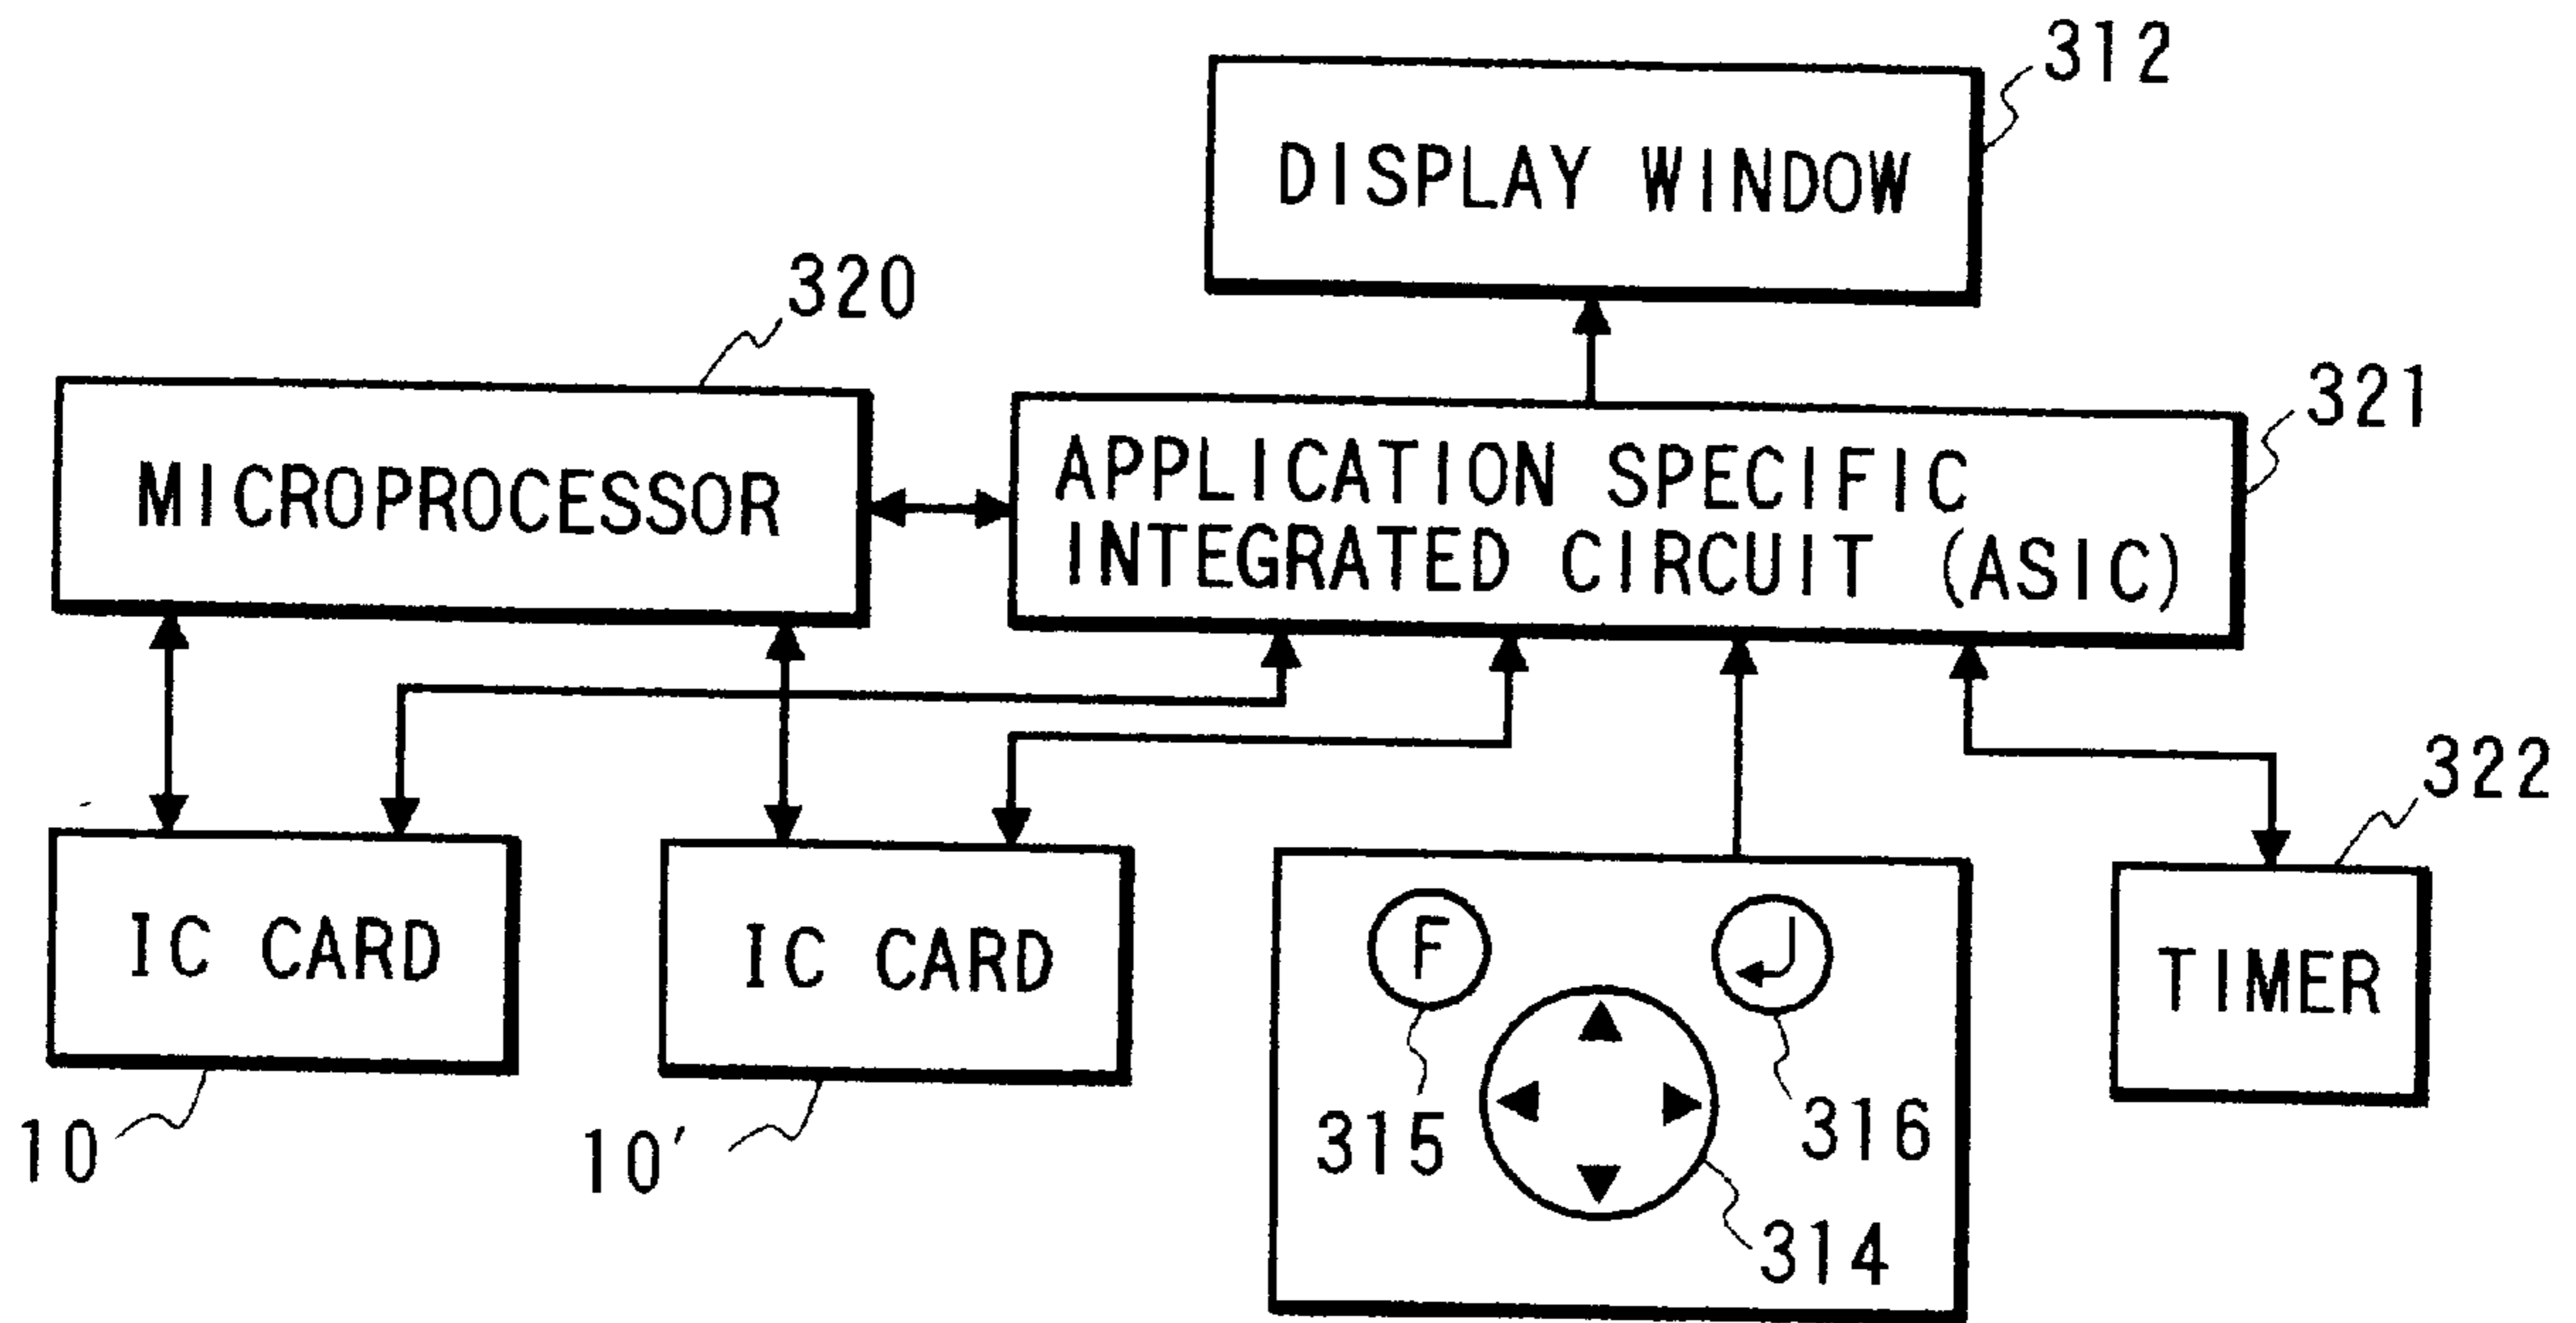 312
DISPLAY WINDOW
320
321
MICROPROCESSOR
APPLICATION SPECIFIC
INTEGRATED CIRCUIT (ASIC)
322
IC CARD
IC CARD
F
TIMER
10
10'
315
316
314